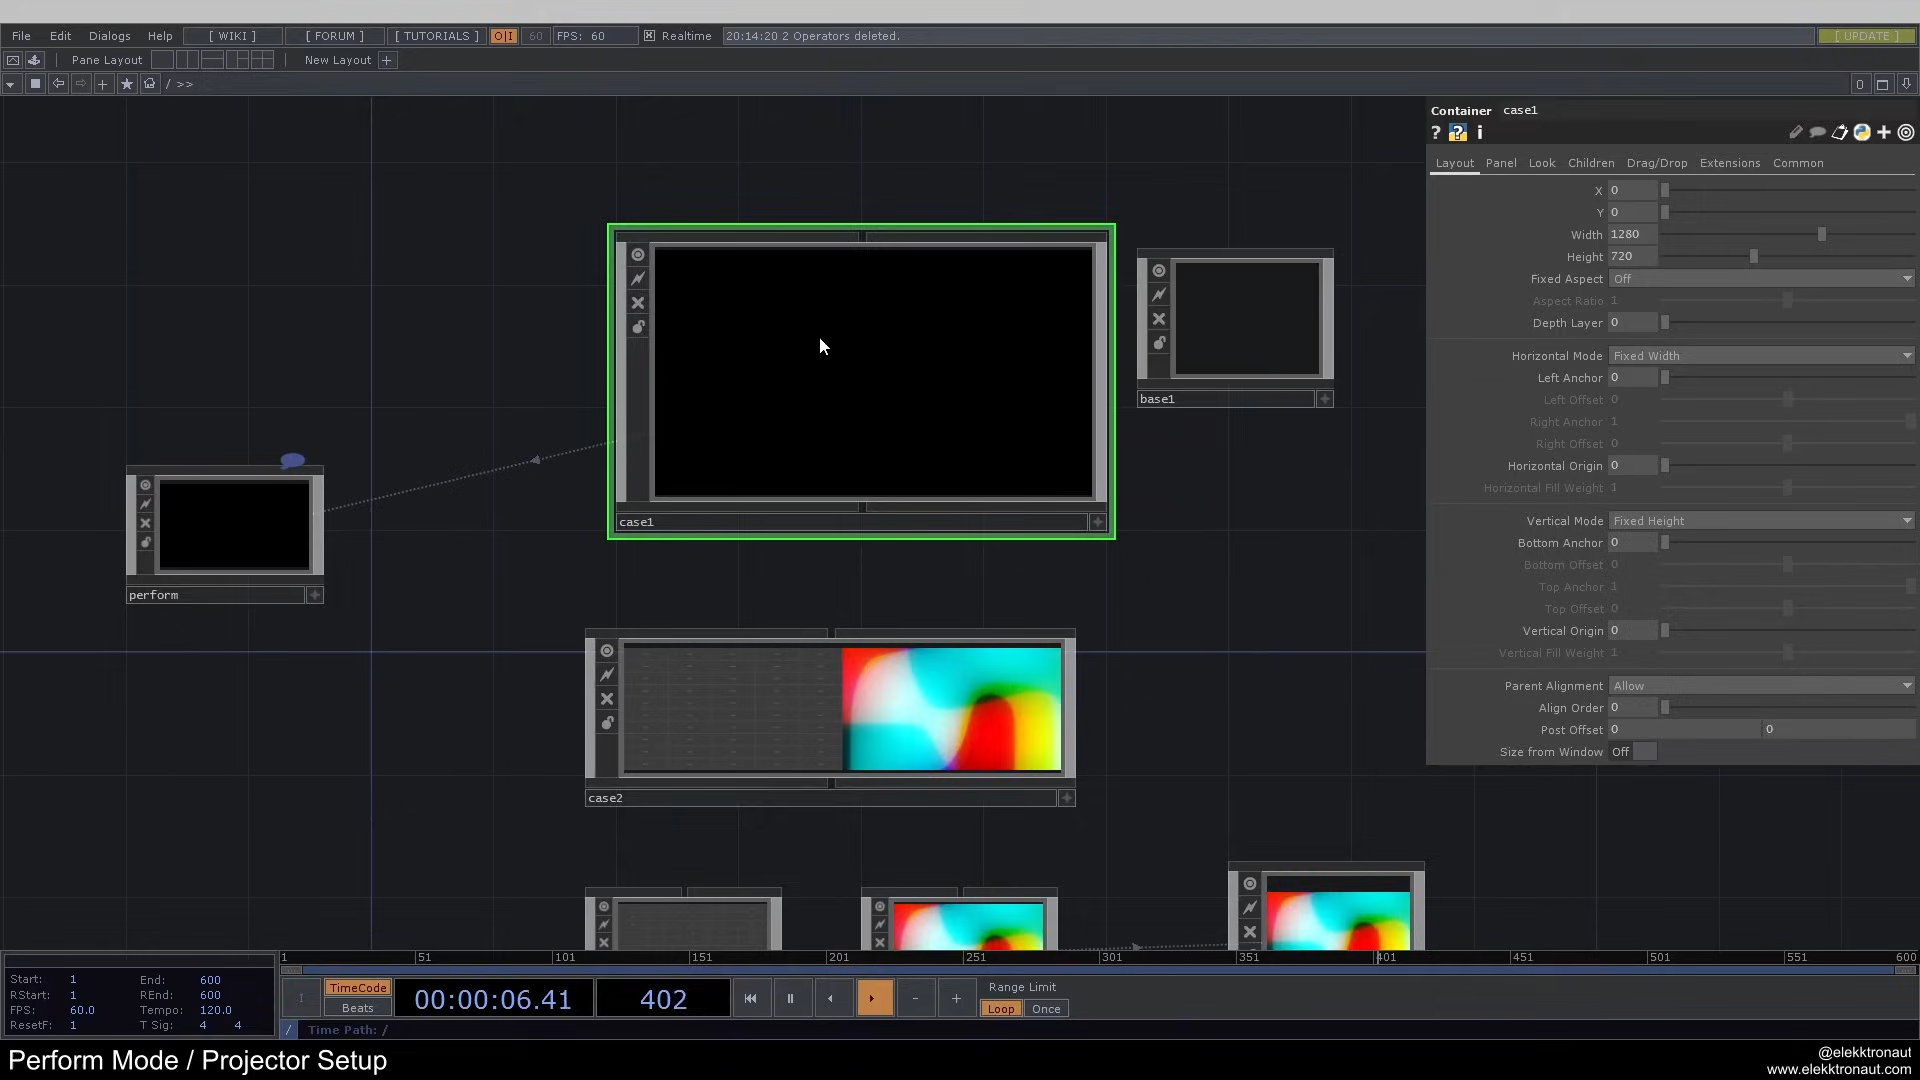 File Edit Dialogs Help [ WIKI ] [ FORUM ] [ TUTORIALS ] O|I 60 FPS: 60 Realtime 20:14:20 2 Operators deleted. [ UPDATE ]
Pane Layout New Layout +
/ >> 0
Container case1
? ? i
Layout Panel Look Children Drag/Drop Extensions Common
X 0
Y 0
Width 1280
Height 720
Fixed Aspect Off
Aspect Ratio 1
Depth Layer 0
Horizontal Mode Fixed Width
Left Anchor 0
Left Offset 0
Right Anchor 1
Right Offset 0
Horizontal Origin 0
Horizontal Fill Weight 1
Vertical Mode Fixed Height
Bottom Anchor 0
Bottom Offset 0
Top Anchor 1
Top Offset 0
Vertical Origin 0
Vertical Fill Weight 1
Parent Alignment Allow
Align Order 0
Post Offset 0 0
Size from Window Off
base1
case1
perform
case2
1 51 101 151 201 251 301 351 401 451 501 551 600
Start: 1 End: 600
RStart: 1 REnd: 600
FPS: 60.0 Tempo: 120.0
ResetF: 1 T Sig: 4 4
I TimeCode
Beats
00:00:06.41 402
- +
Range Limit
Loop Once
/ Time Path: /
Perform Mode / Projector Setup
@elekktronaut
www.elekktronaut.com